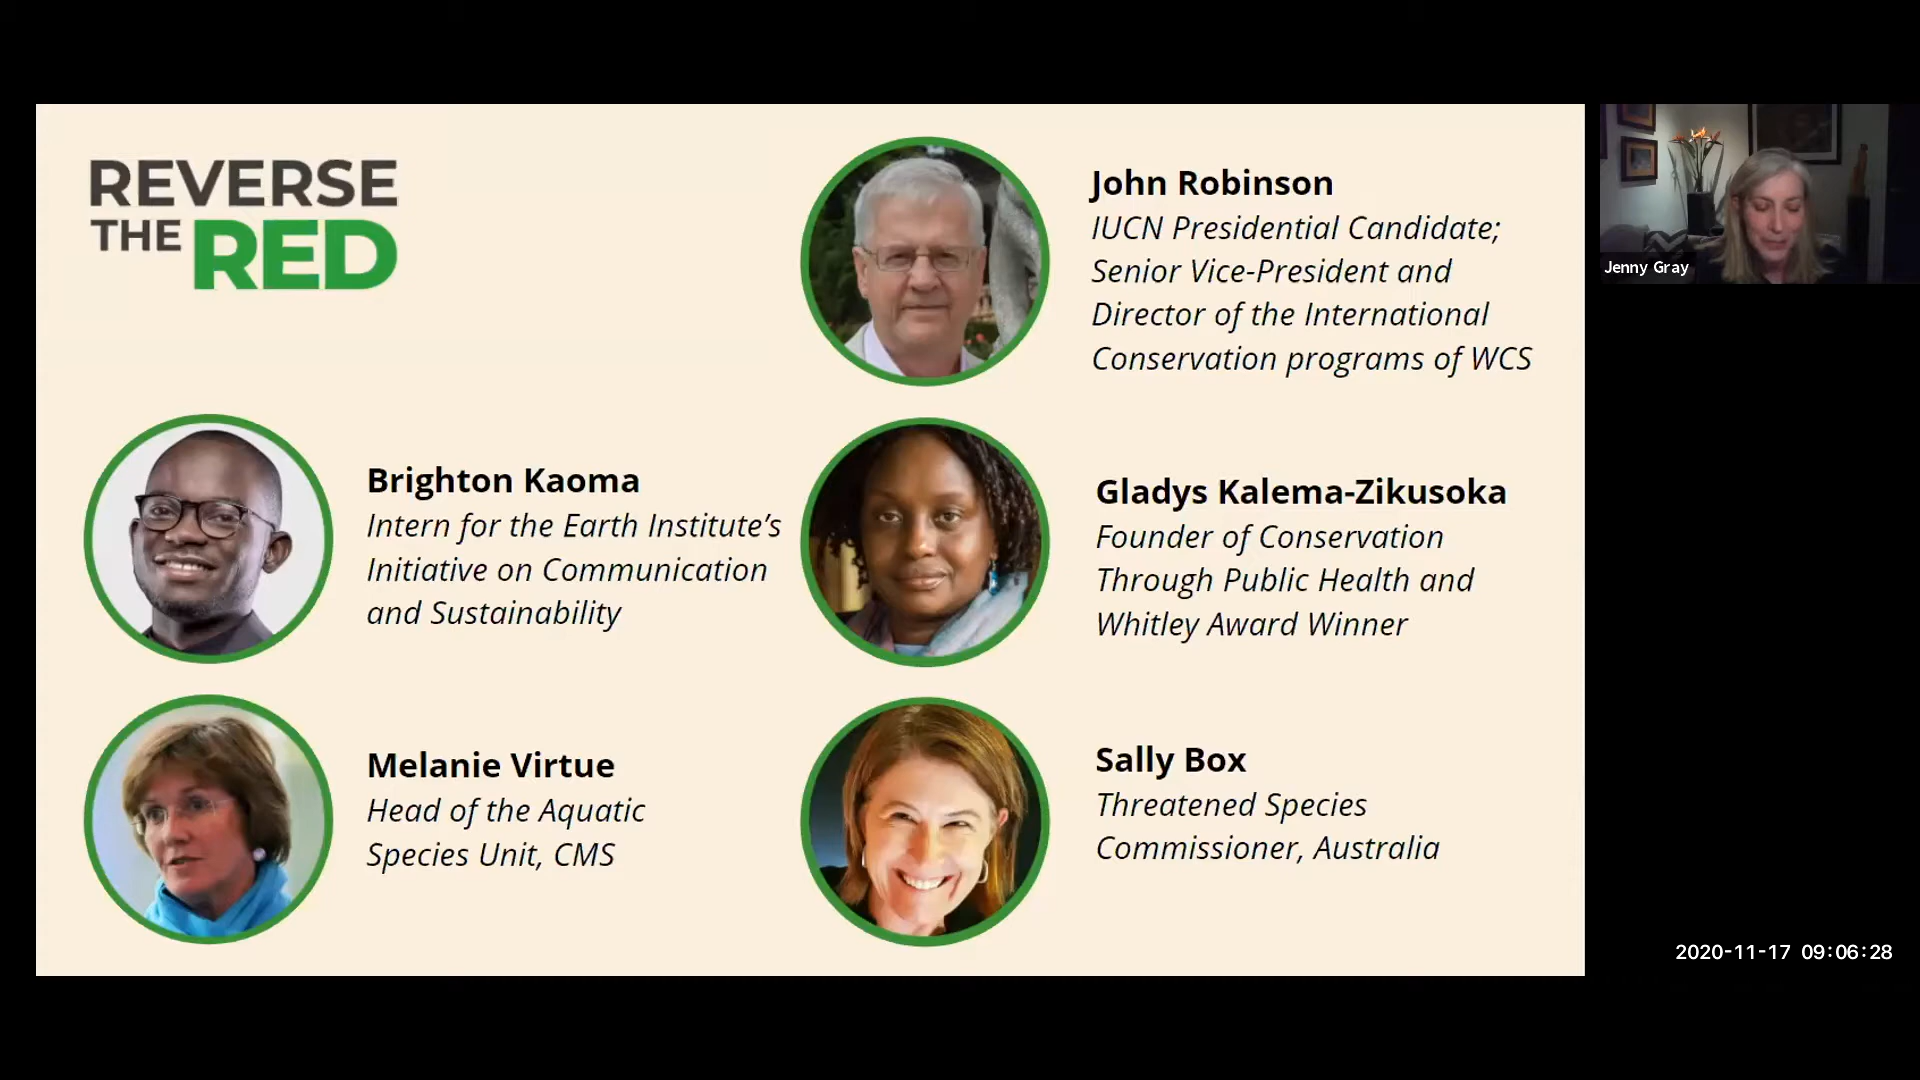 REVERSE
THE RED
John Robinson
IUCN Presidential Candidate;
Senior Vice-President and
Director of the International
Conservation programs of WCS
Brighton Kaoma
Intern for the Earth Institute’s
Initiative on Communication
and Sustainability
Gladys Kalema-Zikusoka
Founder of Conservation
Through Public Health and
Whitley Award Winner
Melanie Virtue
Head of the Aquatic
Species Unit, CMS
Sally Box
Threatened Species
Commissioner, Australia
Jenny Gray
2020-11-17 09:06:28